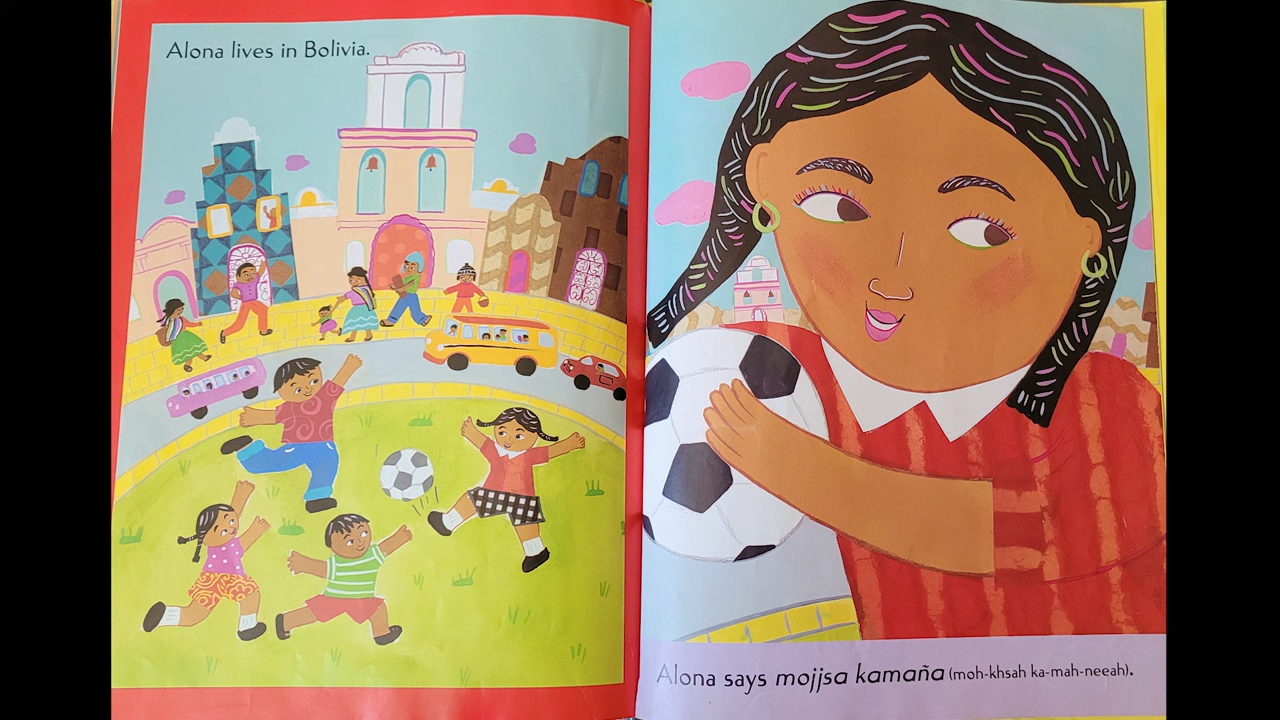 Alona lives in Bolivia.
Alona says mojjsa kamaña (moh-khsah ka-mah-neeah).